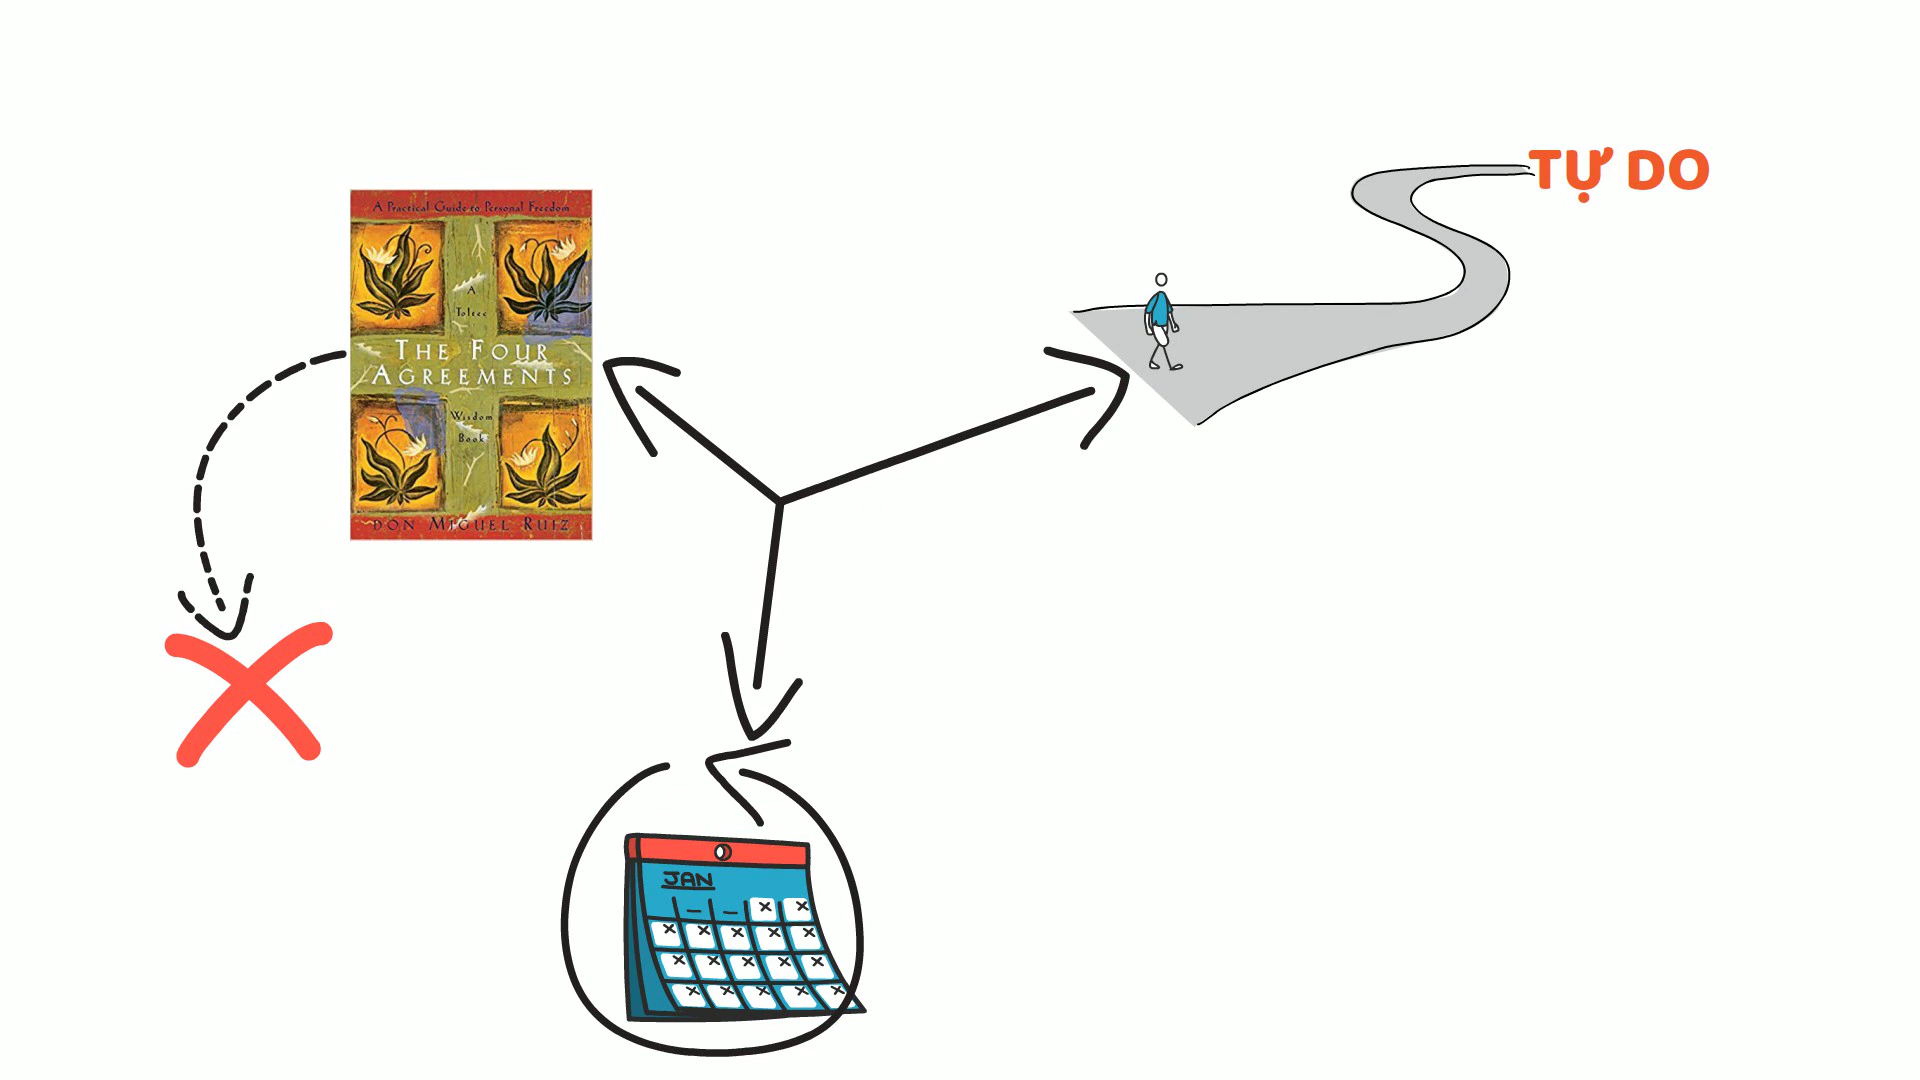 A Practical Guide to Personal Freedom
A
Toltec
THE FOUR
AGREEMENTS
Wisdom
Book
DON MIGUEL RUIZ
TỰ DO
JAN